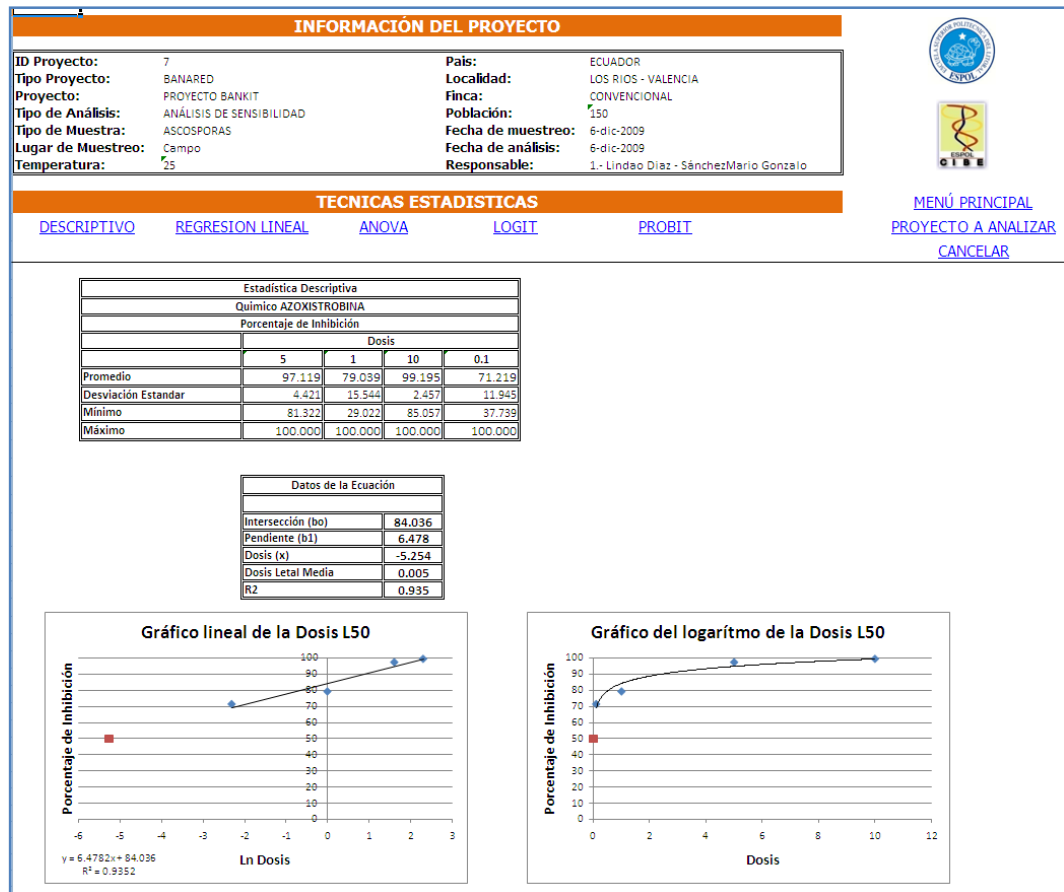 INFORMACIÓN DEL PROYECTO
ID Proyecto: 7 Pais: ECUADOR
Tipo Proyecto: BANARED Localidad: LOS RIOS - VALENCIA
Proyecto: PROYECTO BANKIT Finca: CONVENCIONAL
Tipo de Análisis: ANÁLISIS DE SENSIBILIDAD Población: 150
Tipo de Muestra: ASCOSPORAS Fecha de muestreo: 6-dic-2009
Lugar de Muestreo: Campo Fecha de análisis: 6-dic-2009
Temperatura: 25 Responsable: 1.- Lindao Diaz - SánchezMario Gonzalo
ESCUELA SUPERIOR POLITECNICA DEL LITORAL
ESPOL
ESPOL
CIBE
TECNICAS ESTADISTICAS
DESCRIPTIVO REGRESION LINEAL ANOVA LOGIT PROBIT
MENÚ PRINCIPAL
PROYECTO A ANALIZAR
CANCELAR
Estadística Descriptiva
Quimico AZOXISTROBINA
Porcentaje de Inhibición
Dosis
5 1 10 0.1
Promedio 97.119 79.039 99.195 71.219
Desviación Estandar 4.421 15.544 2.457 11.945
Mínimo 81.322 29.022 85.057 37.739
Máximo 100.000 100.000 100.000 100.000
Datos de la Ecuación
Intersección (bo) 84.036
Pendiente (b1) 6.478
Dosis (x) -5.254
Dosis Letal Media 0.005
R2 0.935
Gráfico lineal de la Dosis L50
Porcentaje de Inhibición
100
90
80
70
60
50
40
30
20
10
0
-6 -5 -4 -3 -2 -1 0 1 2 3
y = 6.4782x + 84.036
R² = 0.9352
Ln Dosis
Gráfico del logarítmo de la Dosis L50
Porcentaje de Inhibición
100
90
80
70
60
50
40
30
20
10
0
0 2 4 6 8 10 12
Dosis